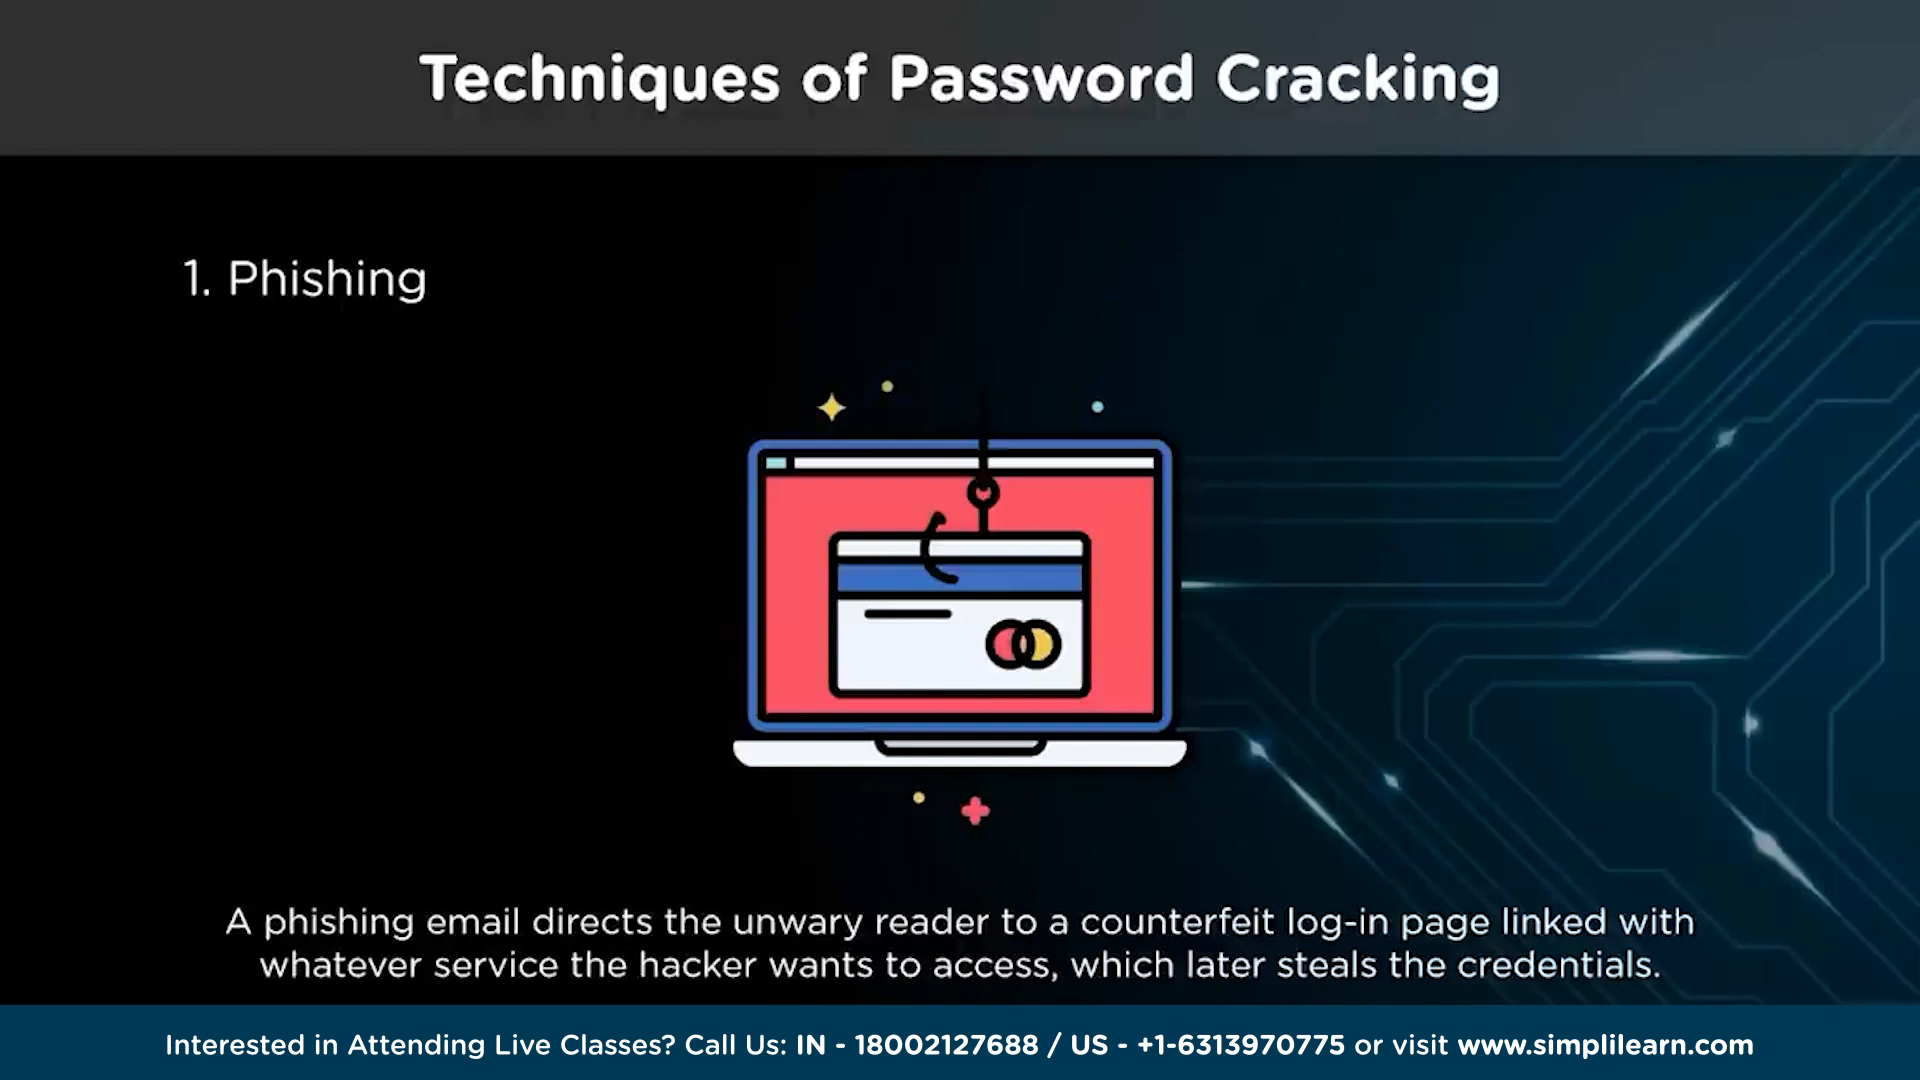 Techniques of Password Cracking
1. Phishing
A phishing email directs the unwary reader to a counterfeit log-in page linked with
whatever service the hacker wants to access, which later steals the credentials.
Interested in Attending Live Classes? Call Us: IN - 18002127688 / US - +1-6313970775 or visit www.simplilearn.com